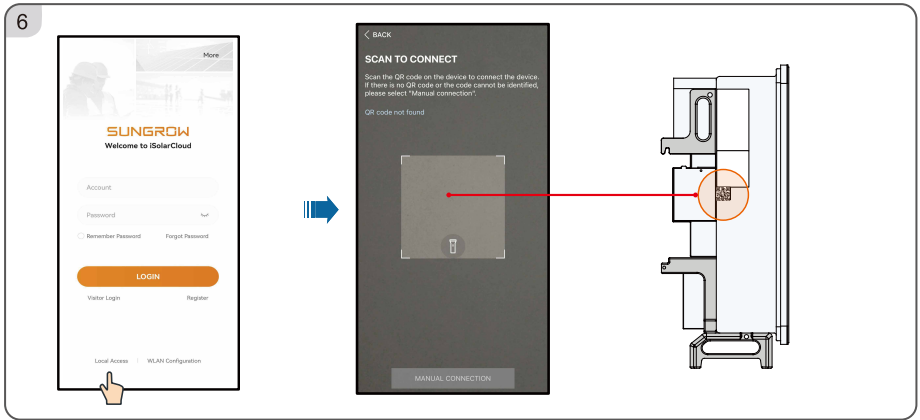 6
More
SUNGROW
Welcome to iSolarCloud
Account
Password
Remember Password Forgot Password
LOGIN
Visitor Login Register
Local Access WLAN Configuration
BACK
SCAN TO CONNECT
Scan the QR code on the device to connect the device.
If there is no QR code or the code cannot be identified,
please select "Manual connection".
QR code not found
MANUAL CONNECTION